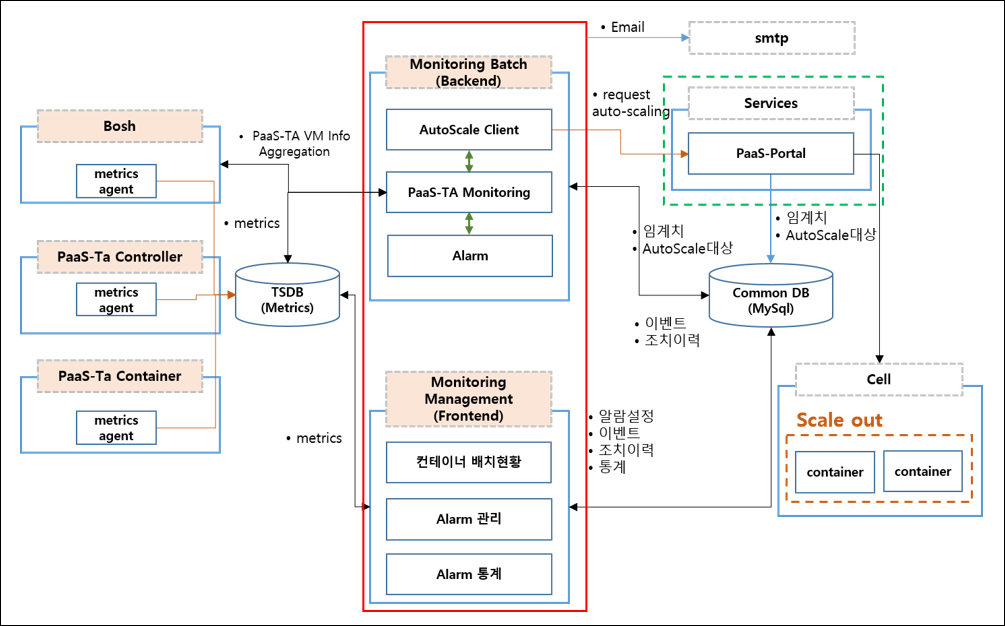 Bosh
metrics
agent
PaaS-Ta Controller
metrics
agent
PaaS-Ta Container
metrics
agent
• PaaS-TA VM Info
Aggregation
• metrics
TSDB
(Metrics)
• metrics
Monitoring Batch
(Backend)
AutoScale Client
PaaS-TA Monitoring
Alarm
Monitoring
Management
(Frontend)
컨테이너 배치현황
Alarm 관리
Alarm 통계
• Email
smtp
• request
auto-scaling
Services
PaaS-Portal
• 임계치
• AutoScale대상
• 임계치
• AutoScale대상
Common DB
(MySql)
• 이벤트
• 조치이력
• 알람설정
• 이벤트
• 조치이력
• 통계
Cell
Scale out
container
container